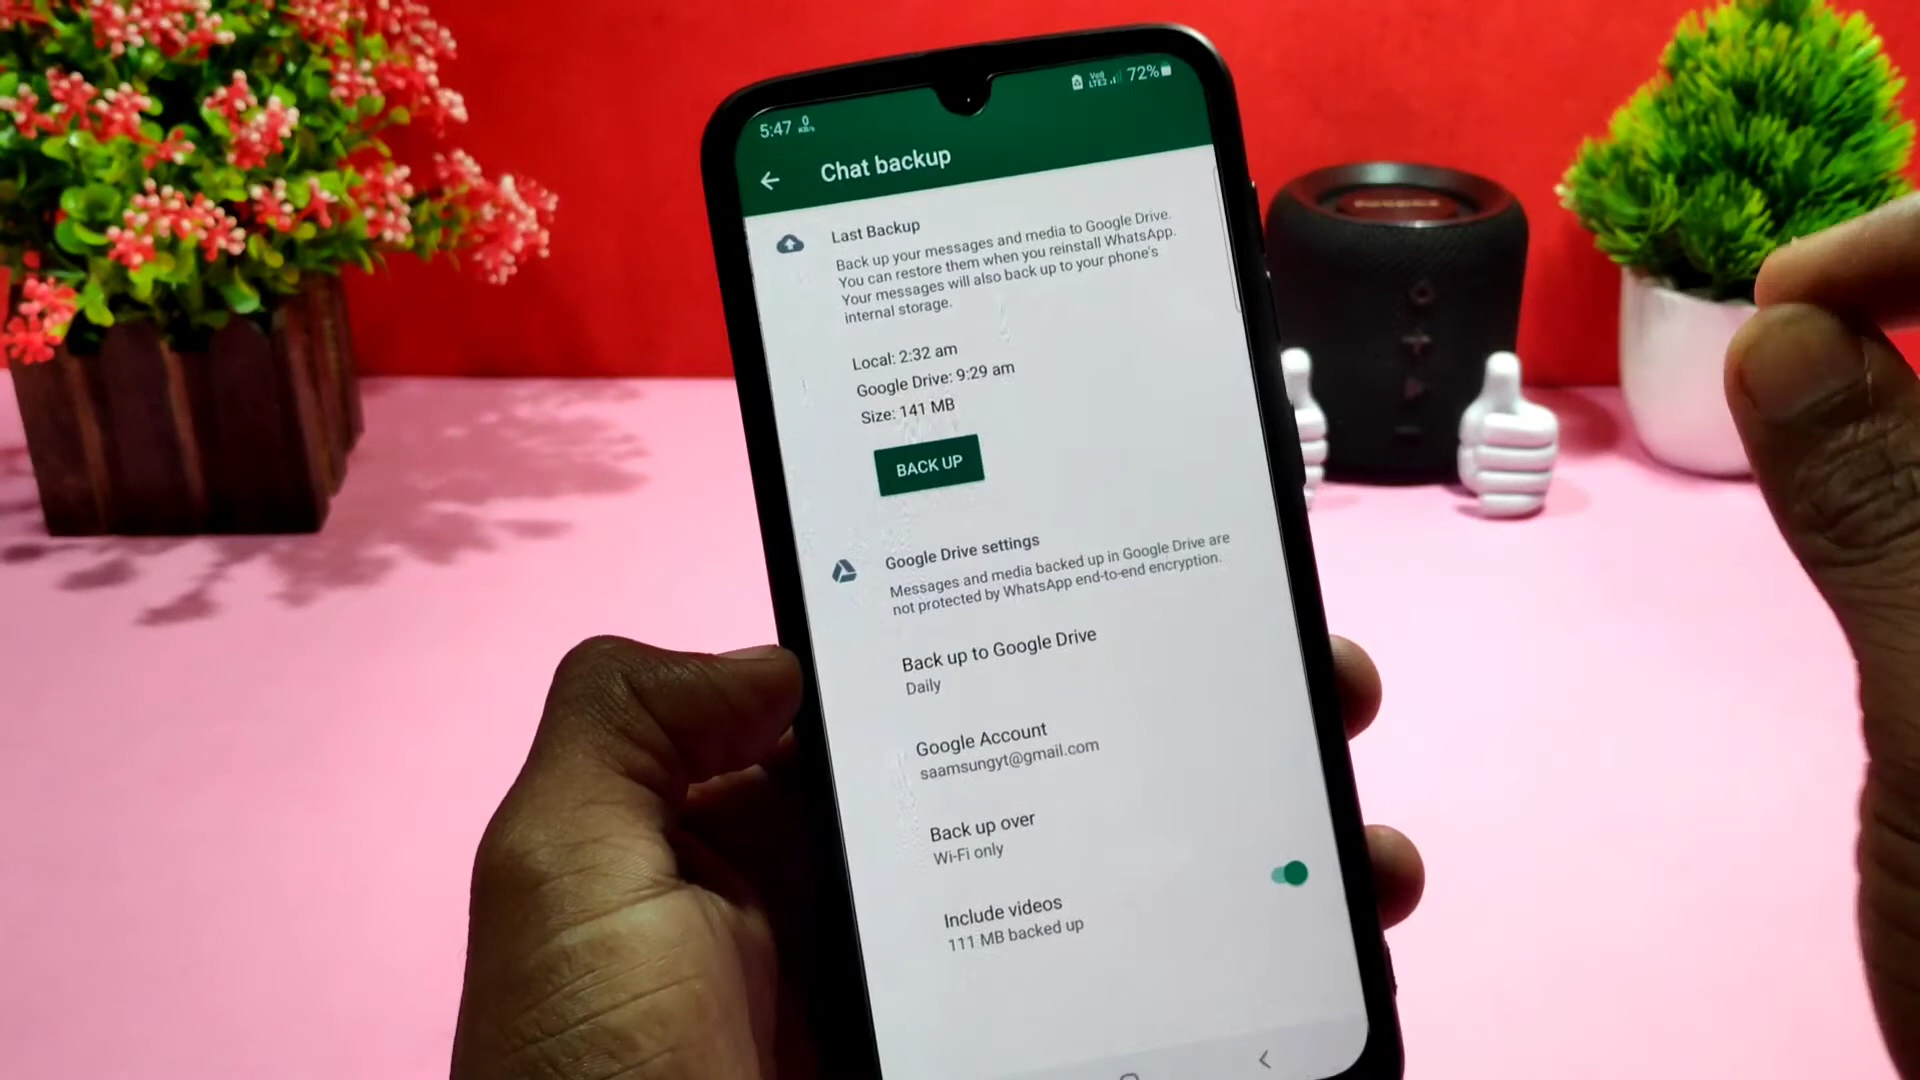 5:47 0 KB/s
Vo) LTE2 72%
Chat backup
Last Backup
Back up your messages and media to Google Drive.
You can restore them when you reinstall WhatsApp.
Your messages will also back up to your phone's
internal storage.
Local: 2:32 am
Google Drive: 9:29 am
Size: 141 MB
BACK UP
Google Drive settings
Messages and media backed up in Google Drive are
not protected by WhatsApp end-to-end encryption.
Back up to Google Drive
Daily
Google Account
saamsungyt@gmail.com
Back up over
Wi-Fi only
Include videos
111 MB backed up